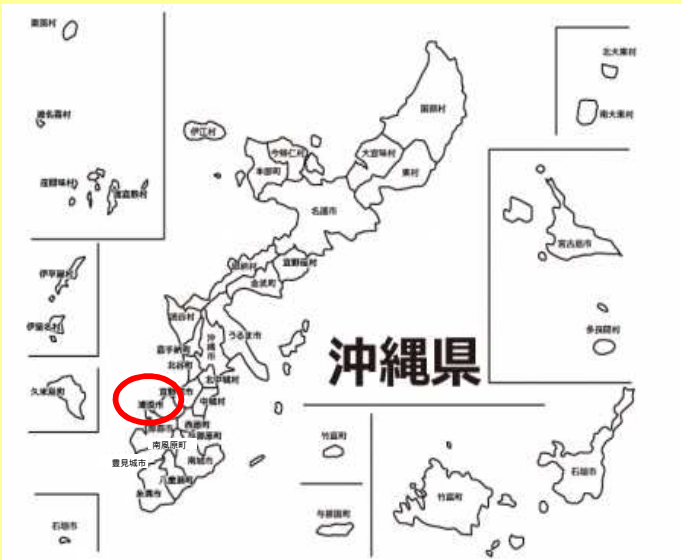 粟国村
渡名喜村
座間味村
渡嘉敷村
伊平屋村
伊是名村
久米島町
石垣市
伊江村
今帰仁村
本部町
国頭村
大宜味村
東村
名護市
恩納村
宜野座村
金武町
読谷村
うるま市
沖縄市
嘉手納町
北谷町
北中城村
宜野湾市
中城村
浦添市
西原町
那覇市
与那原町
南風原町
豊見城市
南城市
八重瀬町
糸満市
沖縄県
北大東村
南大東村
宮古島市
多良間村
竹富町
与那国町
竹富町
石垣市